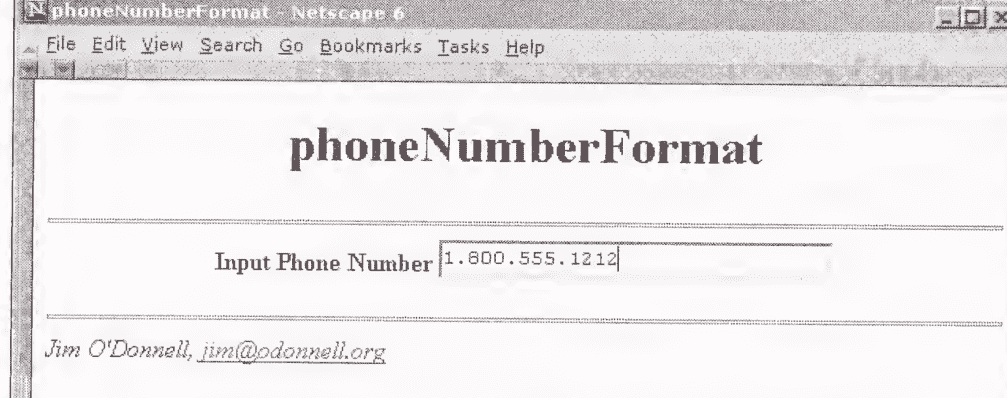 N phoneNumberFormat - Netscape 6
File Edit View Search Go Bookmarks Tasks Help
phoneNumberFormat
Input Phone Number 1.800.555.1212
Jim O'Donnell, jim@odonnell.org